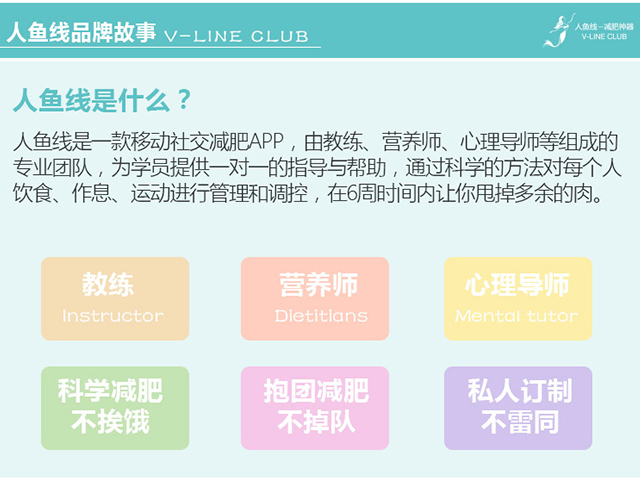 人鱼线品牌故事 V-LINE CLUB
人鱼线－减肥神器
V-LINE CLUB
人鱼线是什么？
人鱼线是一款移动社交减肥APP，由教练、营养师、心理导师等组成的
专业团队，为学员提供一对一的指导与帮助，通过科学的方法对每个人
饮食、作息、运动进行管理和调控，在6周时间内让你甩掉多余的肉。
教练
Instructor
营养师
Dietitians
心理导师
Mental tutor
科学减肥
不挨饿
抱团减肥
不掉队
私人订制
不雷同